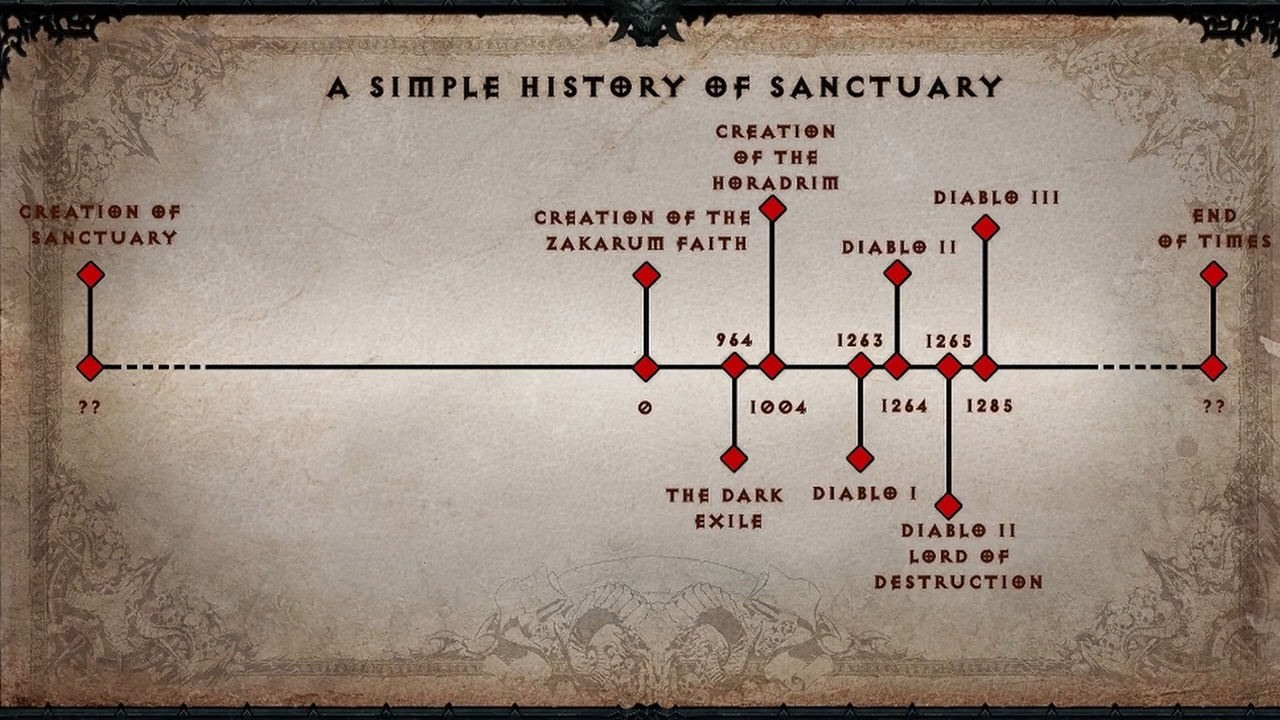 A SIMPLE HISTORY OF SANCTUARY
CREATION
OF THE
HORADRIM
CREATION OF
SANCTUARY
CREATION OF THE
ZAKARUM FAITH
DIABLO II
DIABLO III
END
OF TIMES
964
1263
1265
??
0
1004
1264
1285
??
THE DARK
EXILE
DIABLO I
DIABLO II
LORD OF
DESTRUCTION